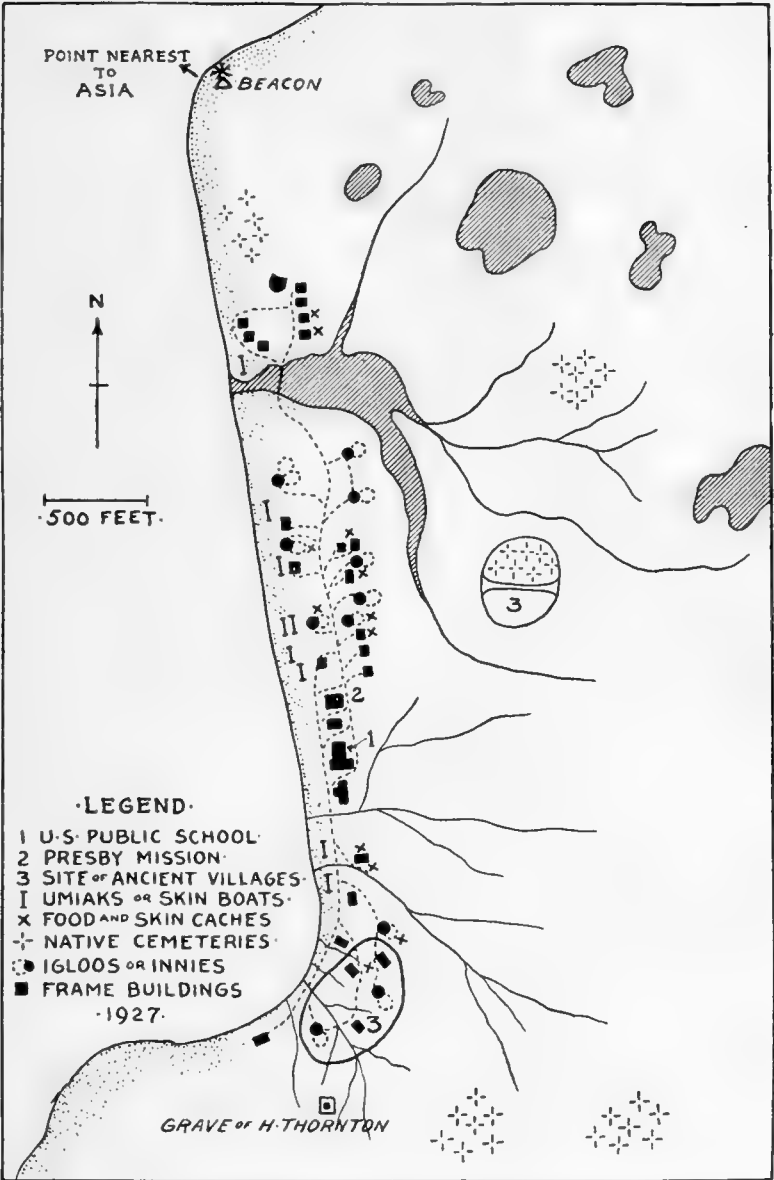 POINT NEAREST
TO
ASIA
BEACON
N
·500 FEET·
3
2
1
·LEGEND·
1 U·S· PUBLIC SCHOOL·
2 PRESBY MISSION·
3 SITE OF ANCIENT VILLAGES·
I UMIAKS OR SKIN BOATS·
x FOOD AND SKIN CACHES
NATIVE CEMETERIES·
IGLOOS OR INNIES
FRAME BUILDINGS
·1927·
3
GRAVE OF H·THORNTON